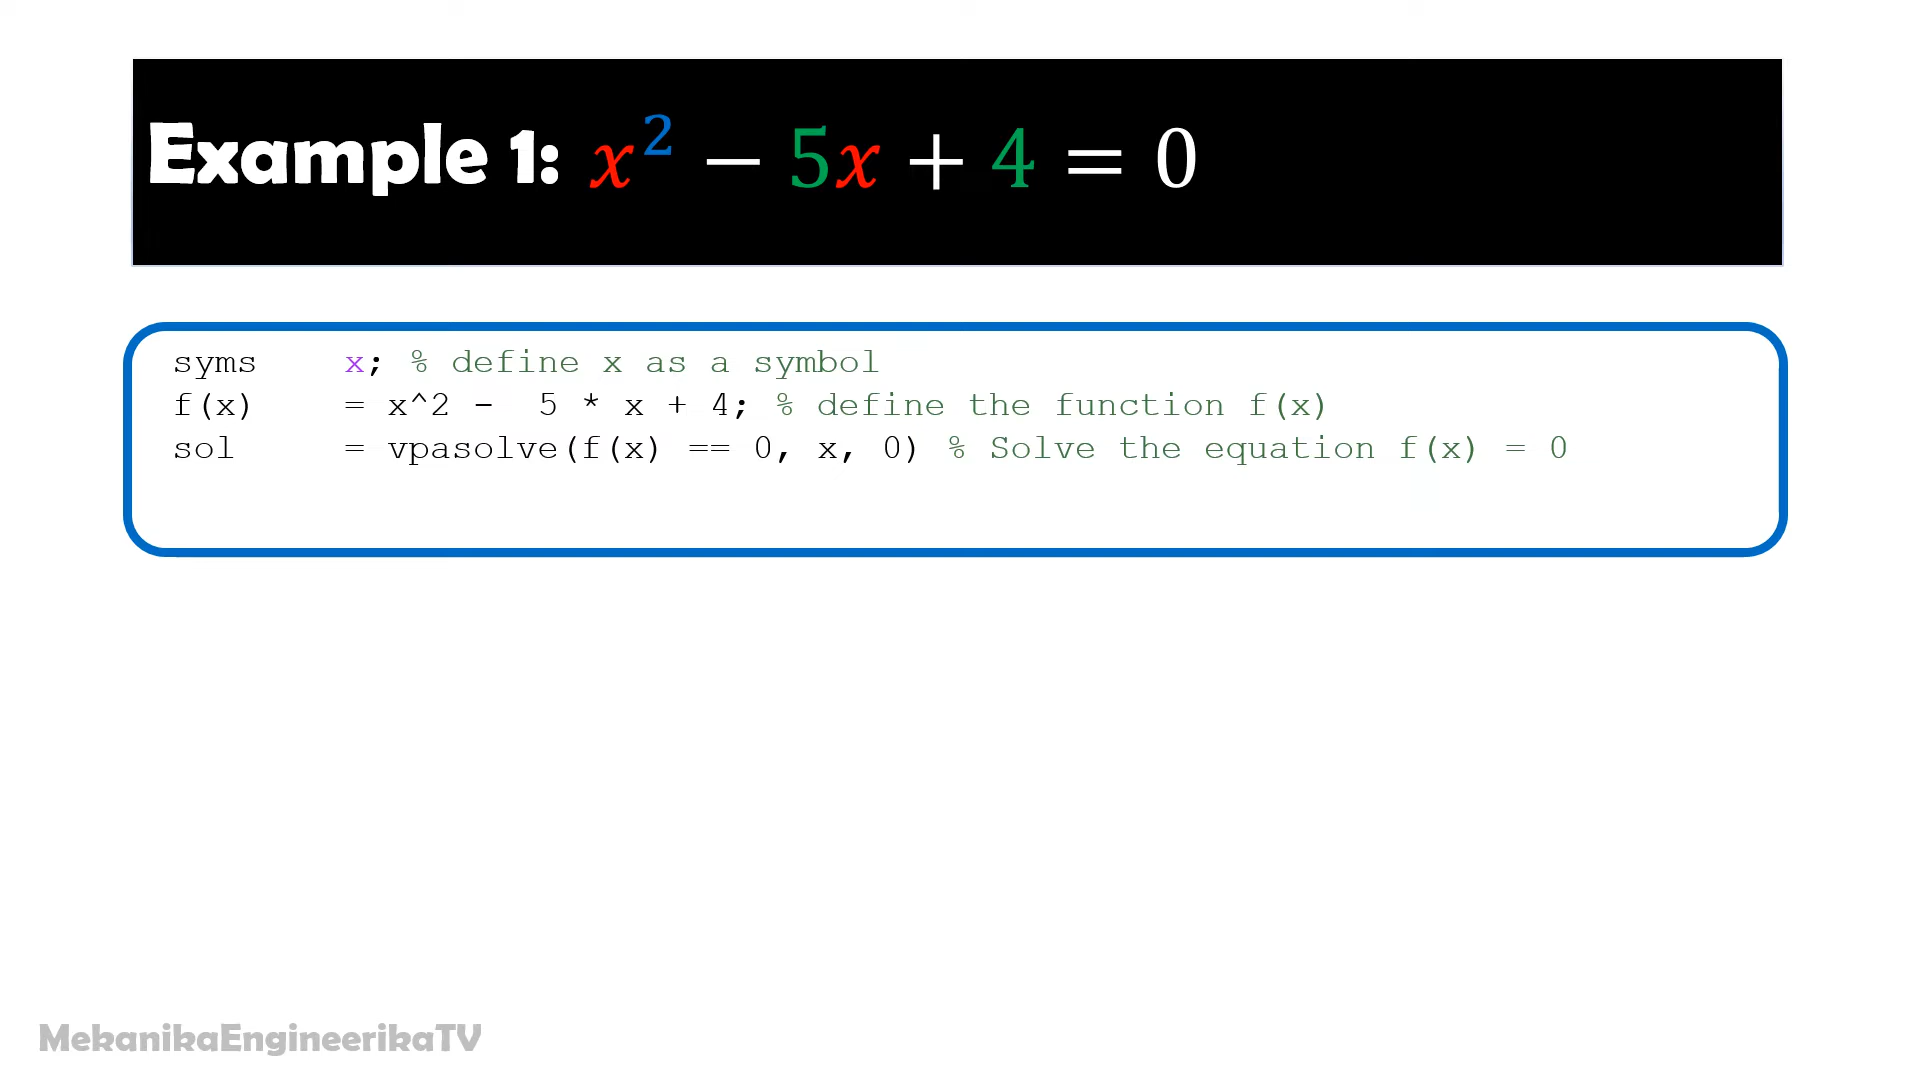 Example 1: x² − 5x + 4 = 0
syms x; % define x as a symbol
f(x) = x^2 - 5 * x + 4; % define the function f(x)
sol = vpasolve(f(x) == 0, x, 0) % Solve the equation f(x) = 0
MekanikaEngineerikaTV